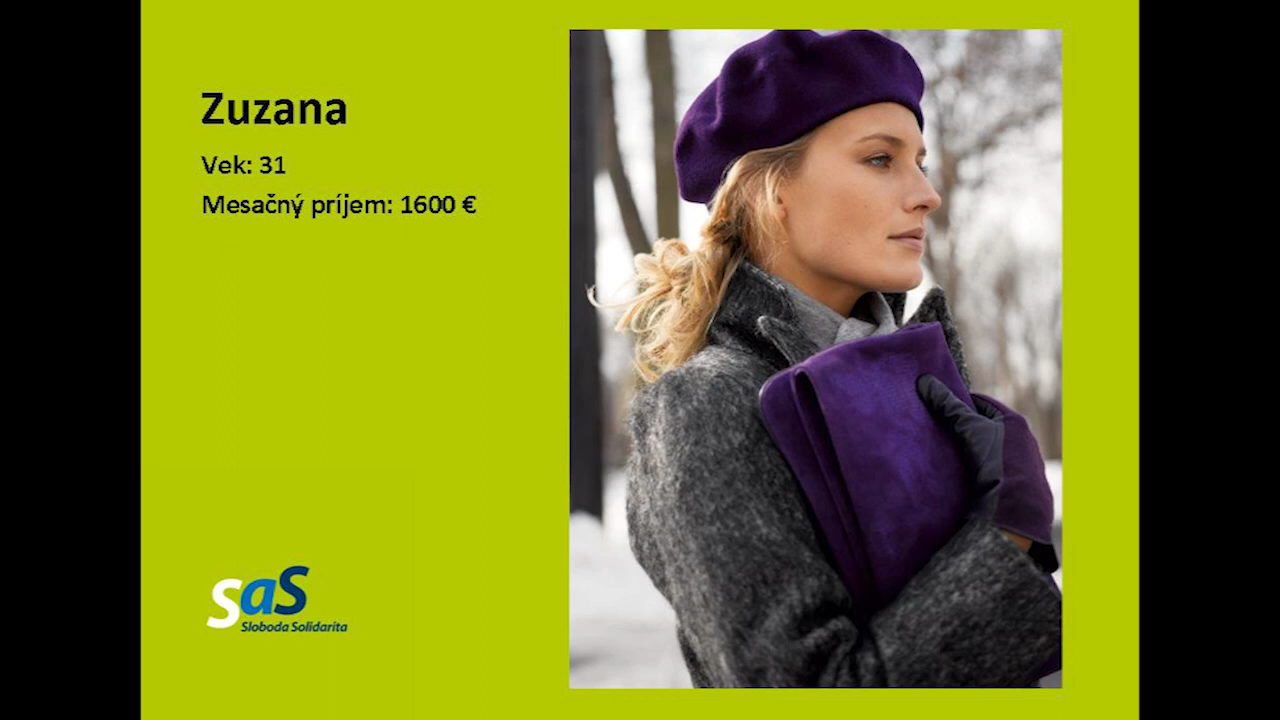 Zuzana
Vek: 31
Mesačný príjem: 1600 €
SaS
Sloboda Solidarita